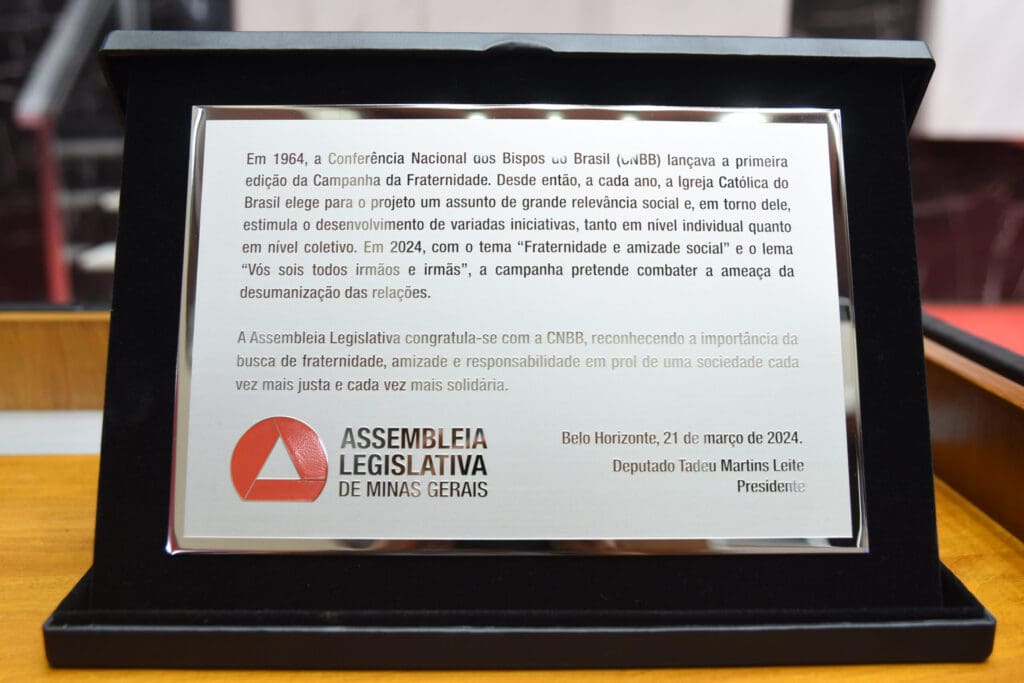 Em 1964, a Conferência Nacional dos Bispos do Brasil (CNBB) lançava a primeira
edição da Campanha da Fraternidade. Desde então, a cada ano, a Igreja Católica do
Brasil elege para o projeto um assunto de grande relevância social e, em torno dele,
estimula o desenvolvimento de variadas iniciativas, tanto em nível individual quanto
em nível coletivo. Em 2024, com o tema “Fraternidade e amizade social” e o lema
“Vós sois todos irmãos e irmãs”, a campanha pretende combater a ameaça da
desumanização das relações.
A Assembleia Legislativa congratula-se com a CNBB, reconhecendo a importância da
busca de fraternidade, amizade e responsabilidade em prol de uma sociedade cada
vez mais justa e cada vez mais solidária.
ASSEMBLEIA
LEGISLATIVA
DE MINAS GERAIS
Belo Horizonte, 21 de março de 2024.
Deputado Tadeu Martins Leite
Presidente